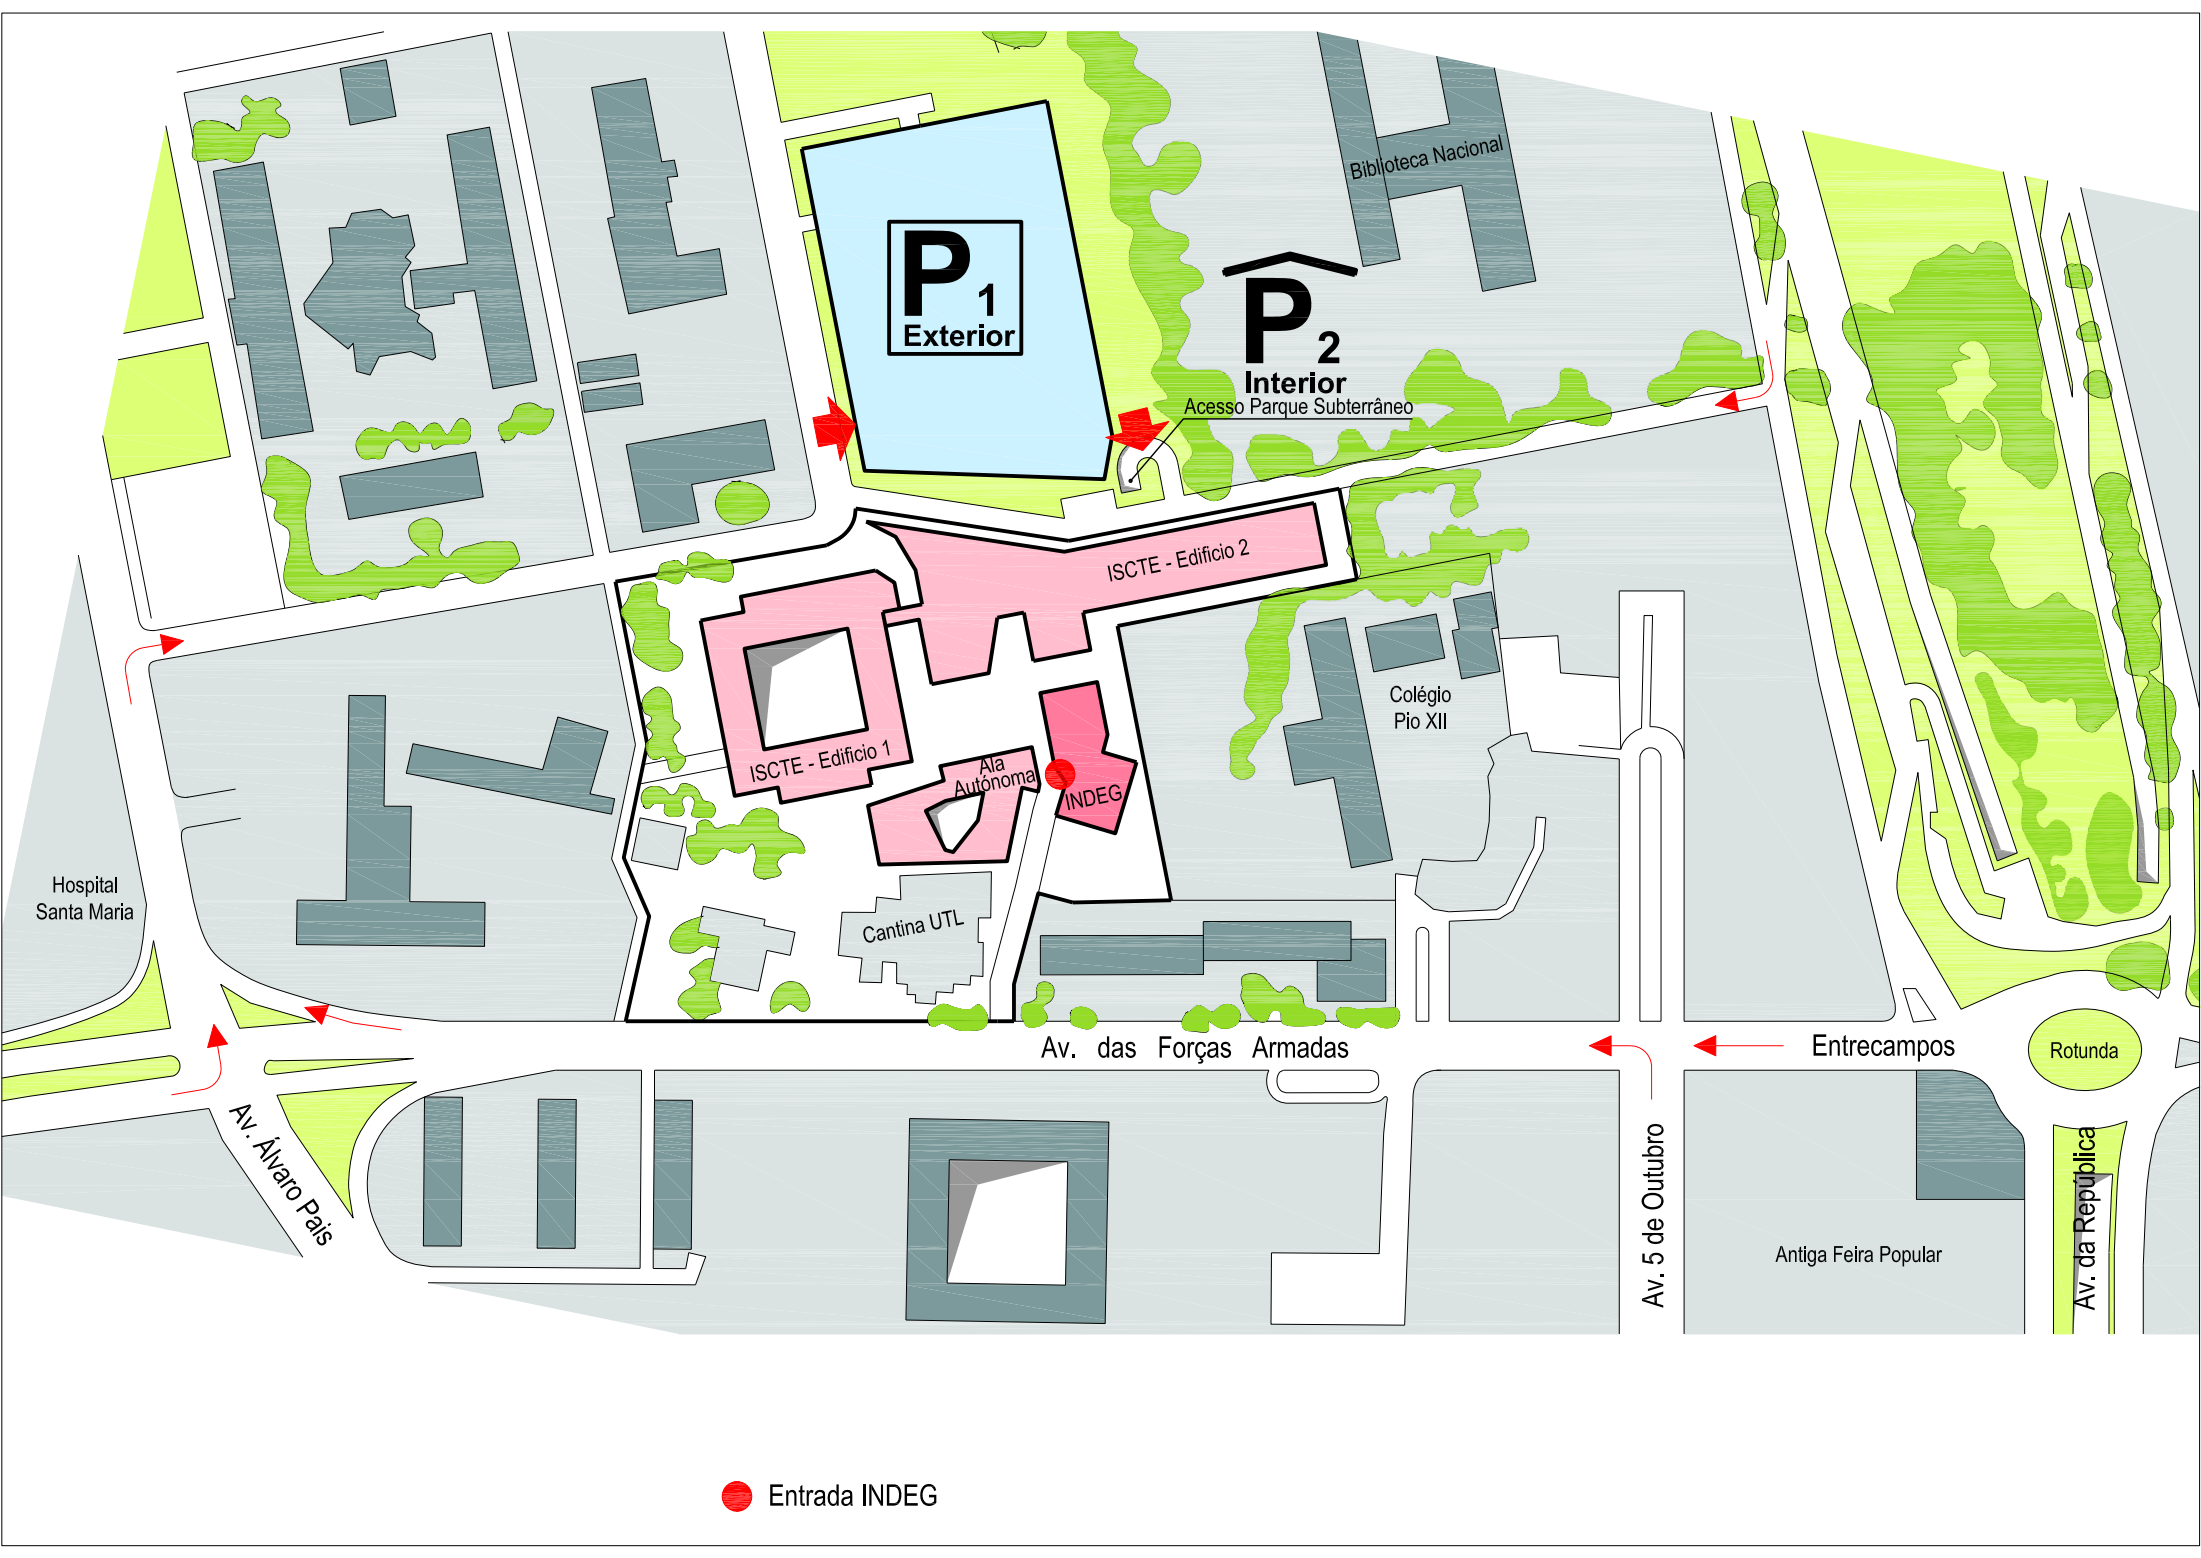 Biblioteca Nacional
P1
Exterior
P2
Interior
Acesso Parque Subterrâneo
ISCTE - Edificio 2
ISCTE - Edificio 1
Ala
Autónoma
INDEG
Colégio
Pio XII
Hospital
Santa Maria
Cantina UTL
Av. das Forças Armadas
Entrecampos
Rotunda
Av. Álvaro Pais
Av. 5 de Outubro
Av. da República
Antiga Feira Popular
Entrada INDEG